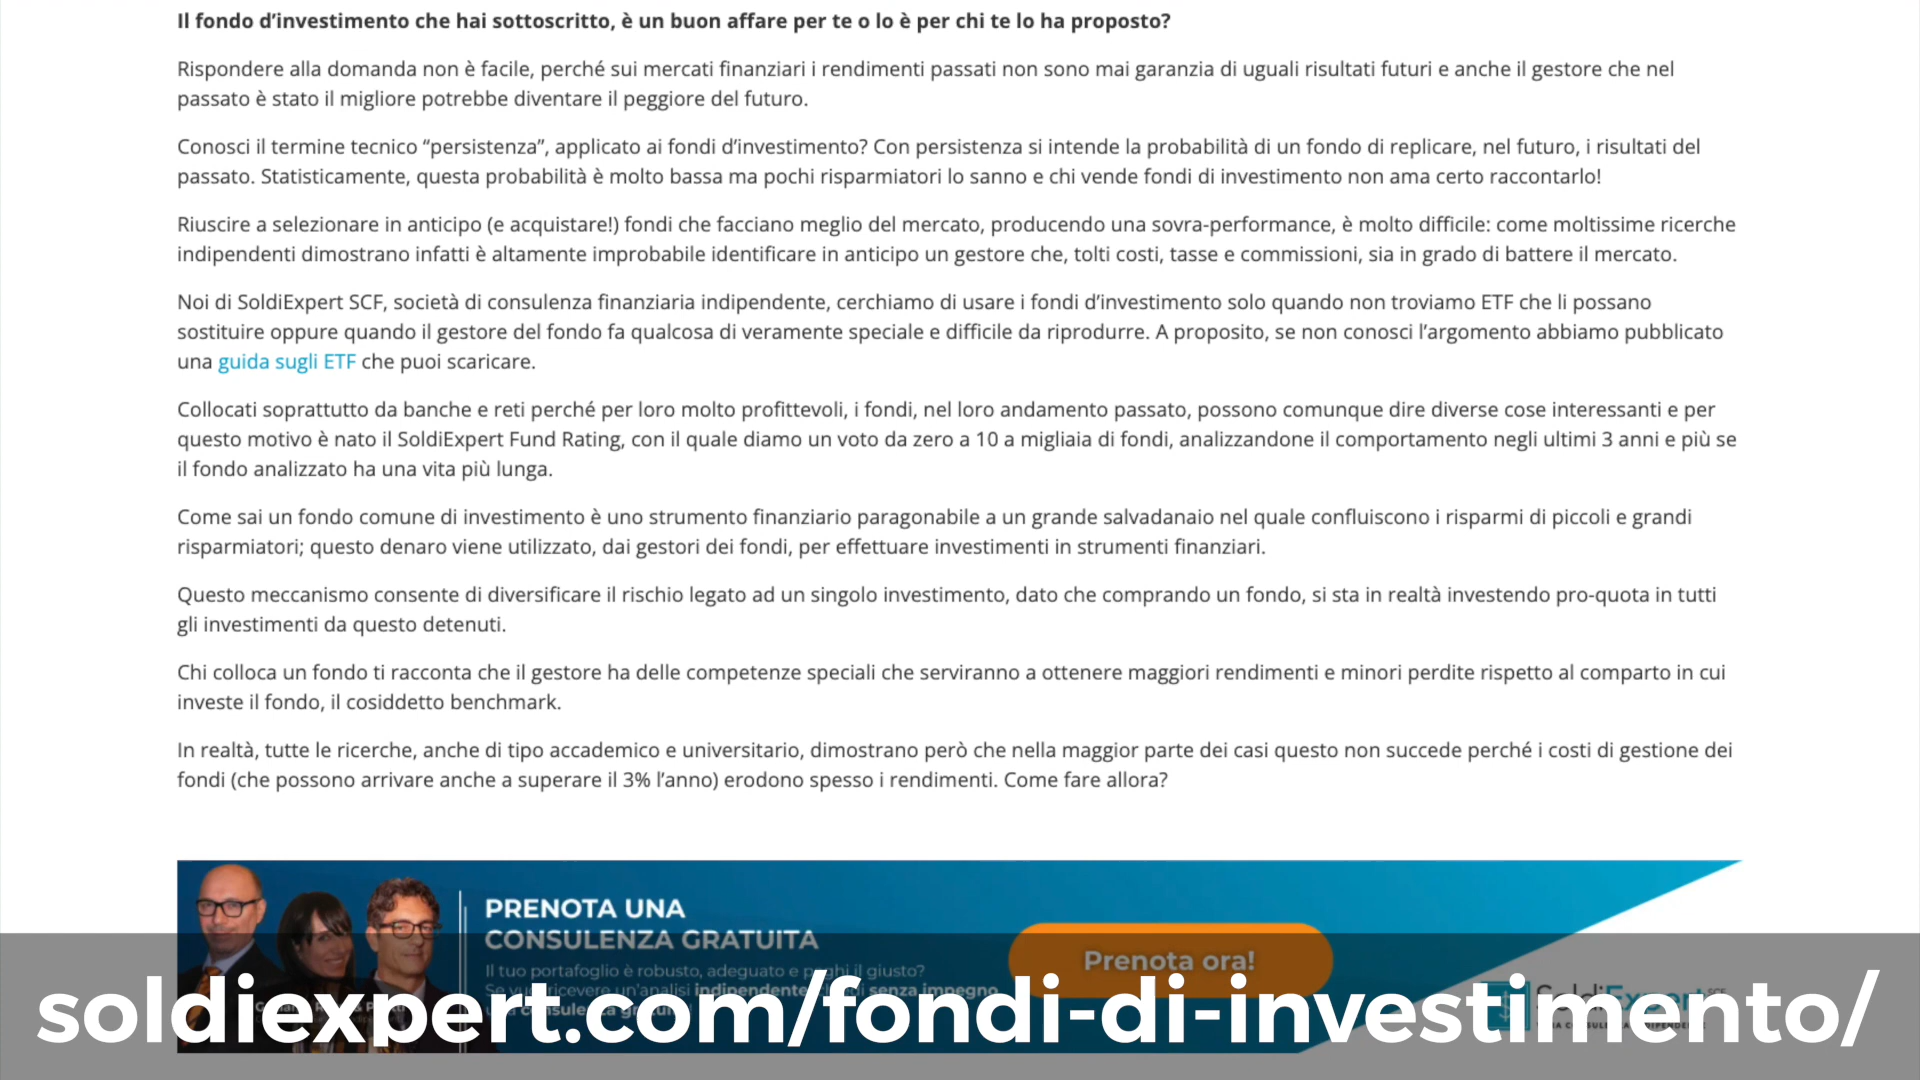 Il fondo d’investimento che hai sottoscritto, è un buon affare per te o lo è per chi te lo ha proposto?
Rispondere alla domanda non è facile, perché sui mercati finanziari i rendimenti passati non sono mai garanzia di uguali risultati futuri e anche il gestore che nel
passato è stato il migliore potrebbe diventare il peggiore del futuro.
Conosci il termine tecnico “persistenza”, applicato ai fondi d’investimento? Con persistenza si intende la probabilità di un fondo di replicare, nel futuro, i risultati del
passato. Statisticamente, questa probabilità è molto bassa ma pochi risparmiatori lo sanno e chi vende fondi di investimento non ama certo raccontarlo!
Riuscire a selezionare in anticipo (e acquistare!) fondi che facciano meglio del mercato, producendo una sovra-performance, è molto difficile: come moltissime ricerche
indipendenti dimostrano infatti è altamente improbabile identificare in anticipo un gestore che, tolti costi, tasse e commissioni, sia in grado di battere il mercato.
Noi di SoldiExpert SCF, società di consulenza finanziaria indipendente, cerchiamo di usare i fondi d’investimento solo quando non troviamo ETF che li possano
sostituire oppure quando il gestore del fondo fa qualcosa di veramente speciale e difficile da riprodurre. A proposito, se non conosci l’argomento abbiamo pubblicato
una guida sugli ETF che puoi scaricare.
Collocati soprattutto da banche e reti perché per loro molto profittevoli, i fondi, nel loro andamento passato, possono comunque dire diverse cose interessanti e per
questo motivo è nato il SoldiExpert Fund Rating, con il quale diamo un voto da zero a 10 a migliaia di fondi, analizzandone il comportamento negli ultimi 3 anni e più se
il fondo analizzato ha una vita più lunga.
Come sai un fondo comune di investimento è uno strumento finanziario paragonabile a un grande salvadanaio nel quale confluiscono i risparmi di piccoli e grandi
risparmiatori; questo denaro viene utilizzato, dai gestori dei fondi, per effettuare investimenti in strumenti finanziari.
Questo meccanismo consente di diversificare il rischio legato ad un singolo investimento, dato che comprando un fondo, si sta in realtà investendo pro-quota in tutti
gli investimenti da questo detenuti.
Chi colloca un fondo ti racconta che il gestore ha delle competenze speciali che serviranno a ottenere maggiori rendimenti e minori perdite rispetto al comparto in cui
investe il fondo, il cosiddetto benchmark.
In realtà, tutte le ricerche, anche di tipo accademico e universitario, dimostrano però che nella maggior parte dei casi questo non succede perché i costi di gestione dei
fondi (che possono arrivare anche a superare il 3% l’anno) erodono spesso i rendimenti. Come fare allora?
PRENOTA UNA
CONSULENZA GRATUITA
Il tuo portafoglio è robusto, adeguato e paghi il giusto?
ricevere un'analisi indipendente senza impegno
Prenota ora!
soldiexpert.com/fondi-di-investimento/